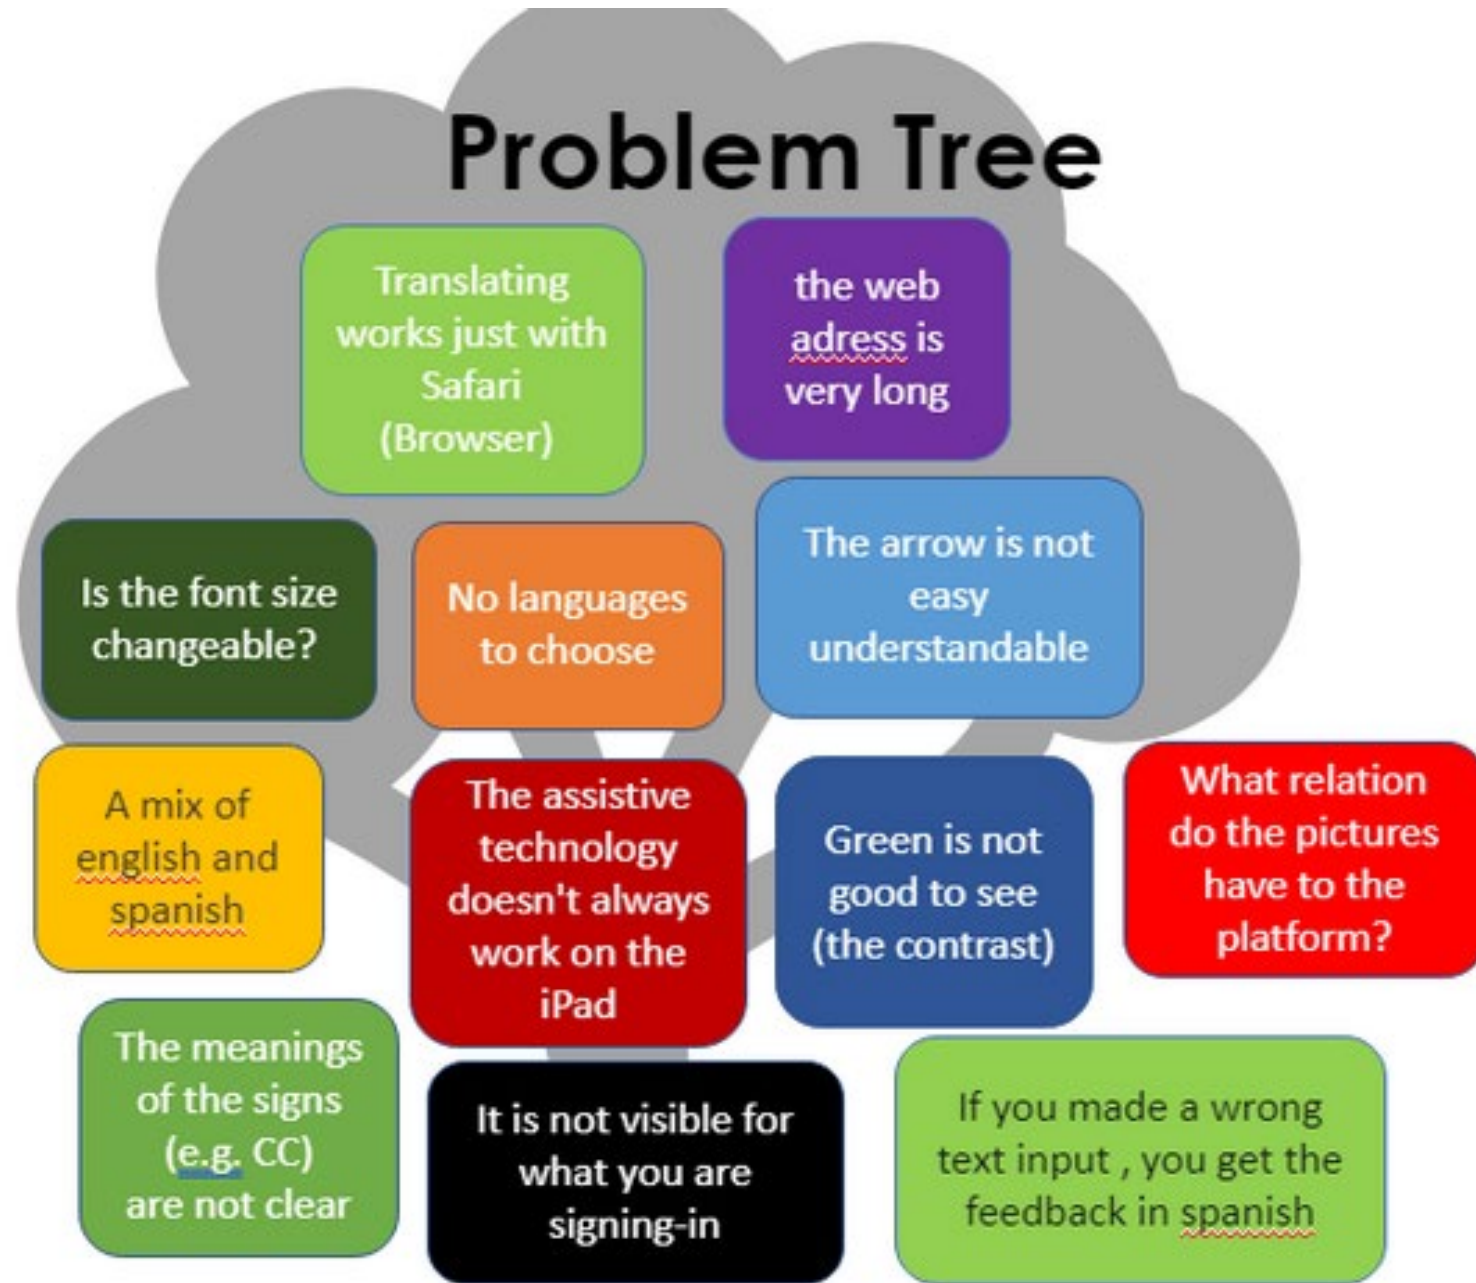 Problem Tree
Translating
works just with
Safari
(Browser)
the web
adress is
very long
Is the font size
changeable?
No languages
to choose
The arrow is not
easy
understandable
A mix of
english and
spanish
The assistive
technology
doesn't always
work on the
iPad
Green is not
good to see
(the contrast)
What relation
do the pictures
have to the
platform?
The meanings
of the signs
(e.g. CC)
are not clear
It is not visible for
what you are
signing-in
If you made a wrong
text input , you get the
feedback in spanish